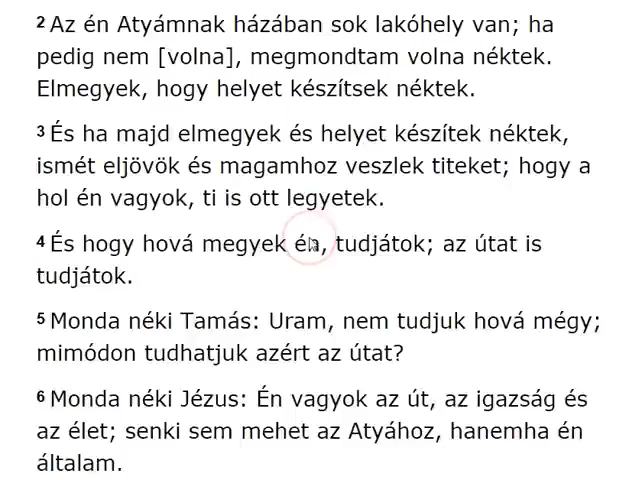 2 Az én Atyámnak házában sok lakóhely van; ha
pedig nem [volna], megmondtam volna néktek.
Elmegyek, hogy helyet készítsek néktek.
3 És ha majd elmegyek és helyet készítek néktek,
ismét eljövök és magamhoz veszlek titeket; hogy a
hol én vagyok, ti is ott legyetek.
4 És hogy hová megyek én, tudjátok; az útat is
tudjátok.
5 Monda néki Tamás: Uram, nem tudjuk hová mégy;
mimódon tudhatjuk azért az útat?
6 Monda néki Jézus: Én vagyok az út, az igazság és
az élet; senki sem mehet az Atyához, hanemha én
általam.